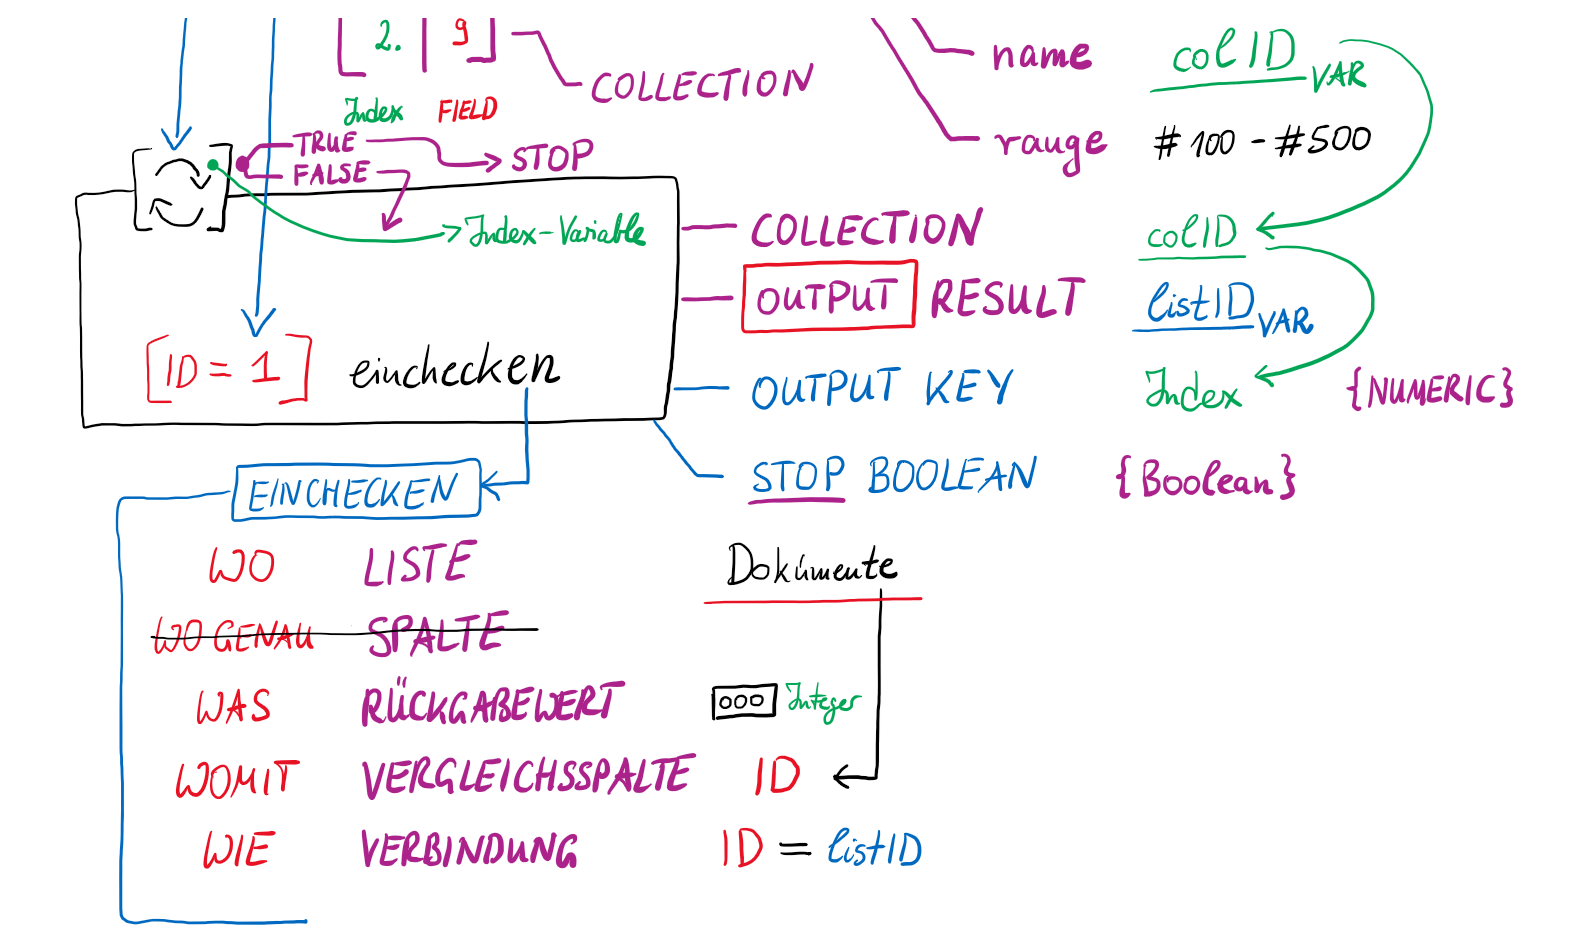 2. 9
Index FIELD
COLLECTION
name colID VAR
rauge #100 - #500
TRUE
FALSE
STOP
Index-Variable
COLLECTION colID
OUTPUT RESULT listID VAR
[ID = 1] einchecken
OUTPUT KEY Index {NUMERIC}
STOP BOOLEAN {Boolean}
EINCHECKEN
WO LISTE Dokumente
WO GENAU SPALTE
WAS RÜCKGABEWERT 000 Integer
WOMIT VERGLEICHSSPALTE ID
WIE VERBINDUNG ID = listID